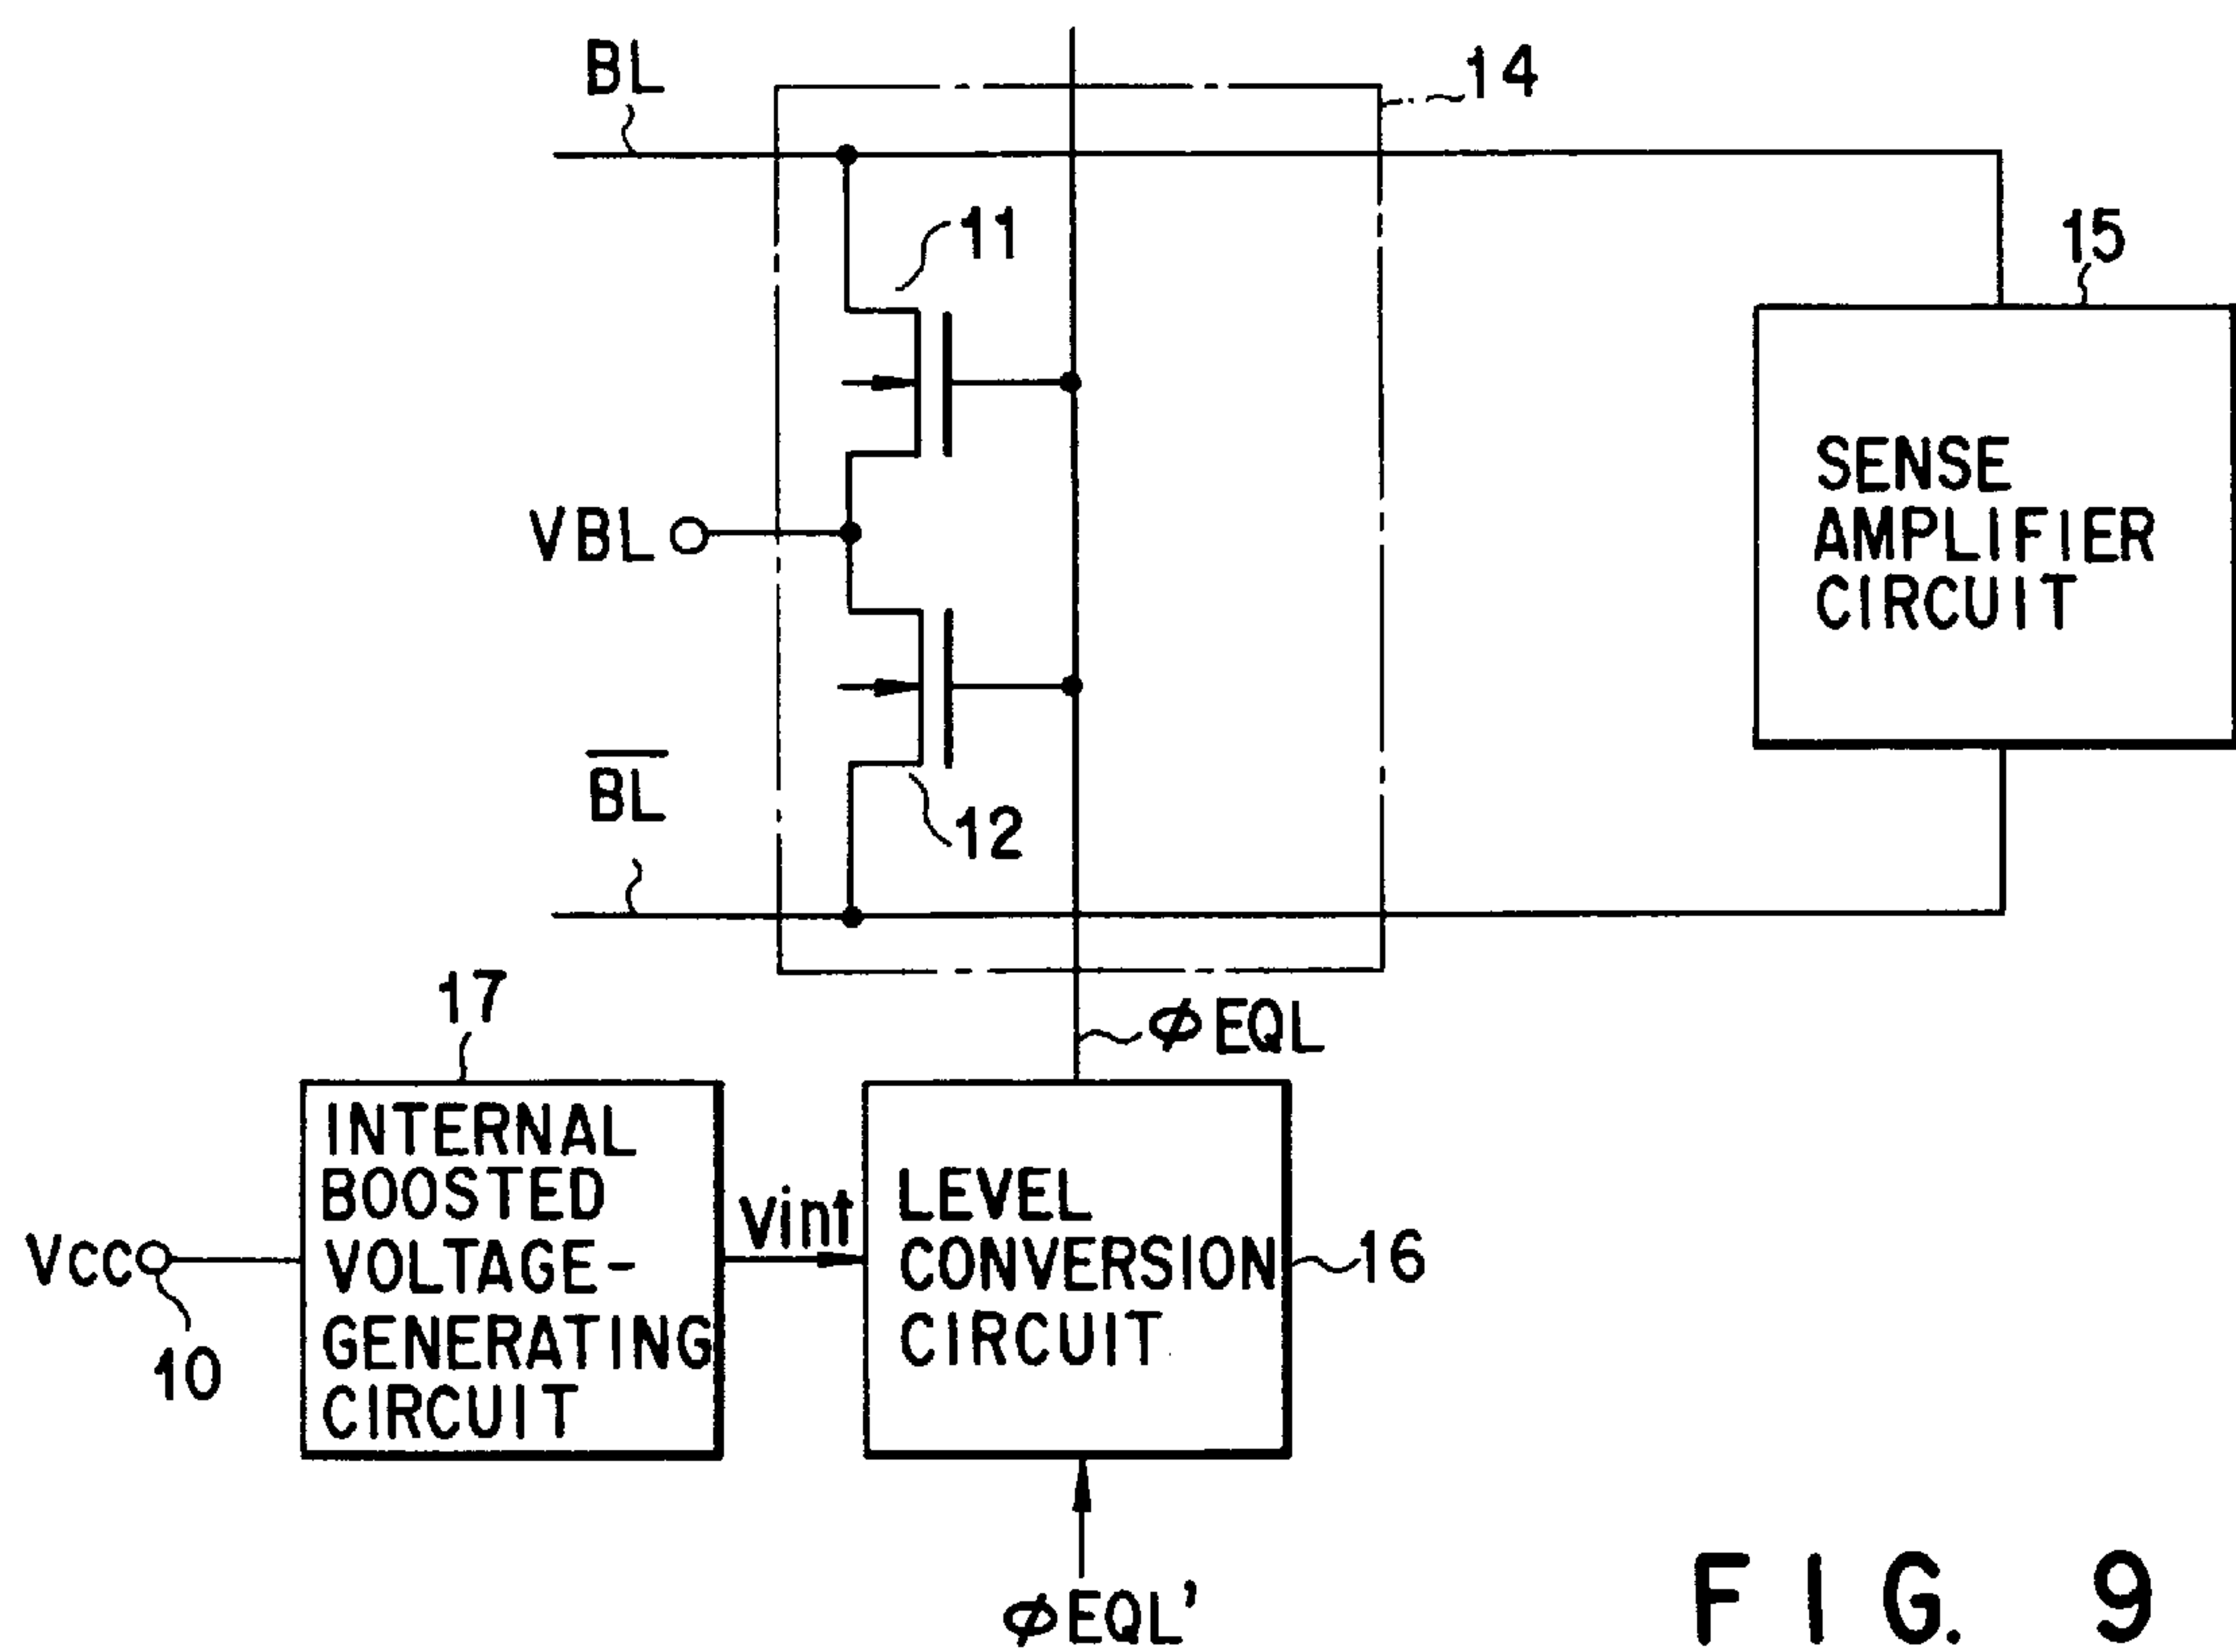 BL
14
11
15
VBL
SENSE
AMPLIFIER
CIRCUIT
B̅L̅
12
17
φEQL
INTERNAL
BOOSTED
VOLTAGE-
GENERATING
CIRCUIT
Vint
LEVEL
CONVERSION
CIRCUIT
16
VCC
10
φEQL'
FIG. 9